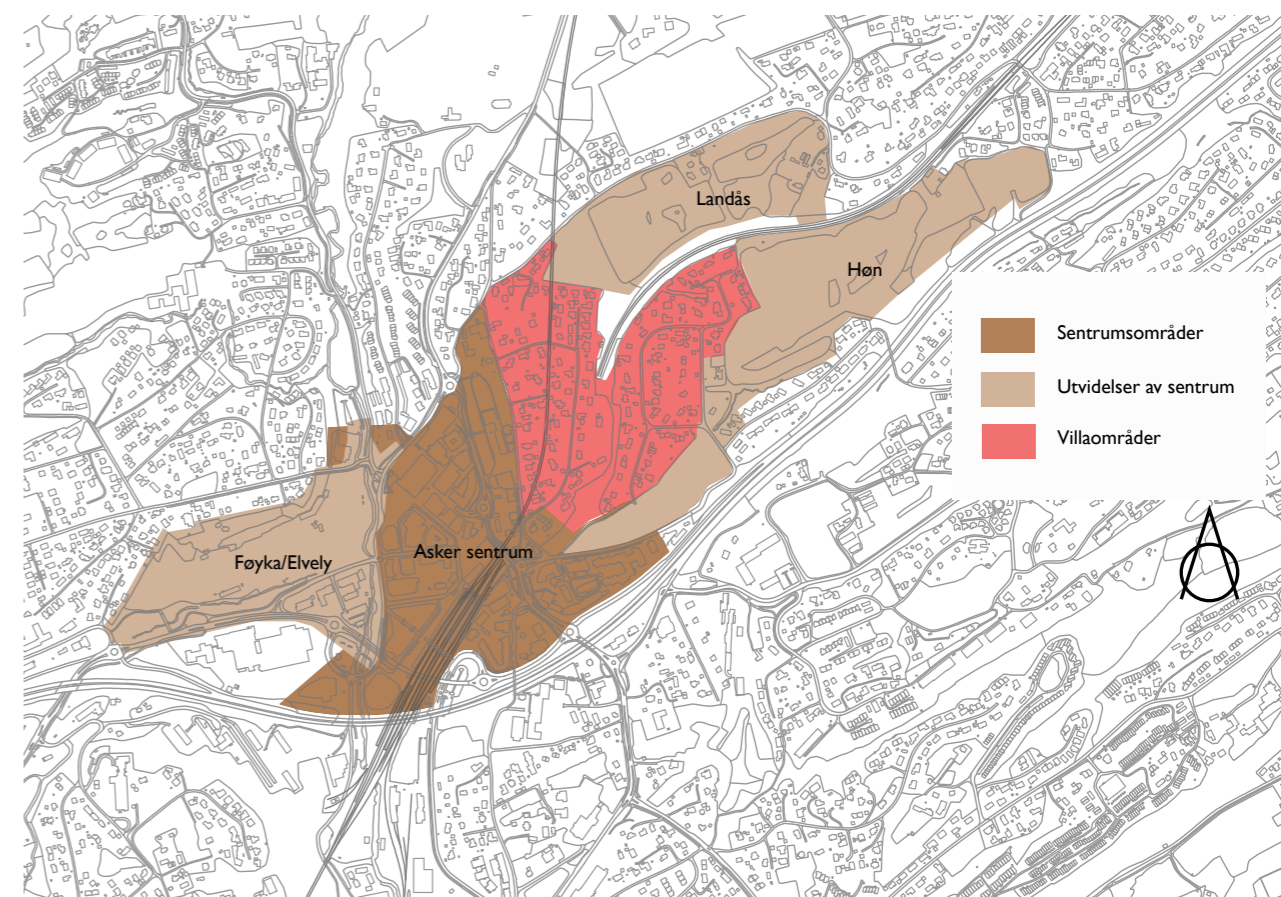 Landås
Høn
Sentrumsområder
Utvidelser av sentrum
Villaområder
Asker sentrum
Føyka/Elvely